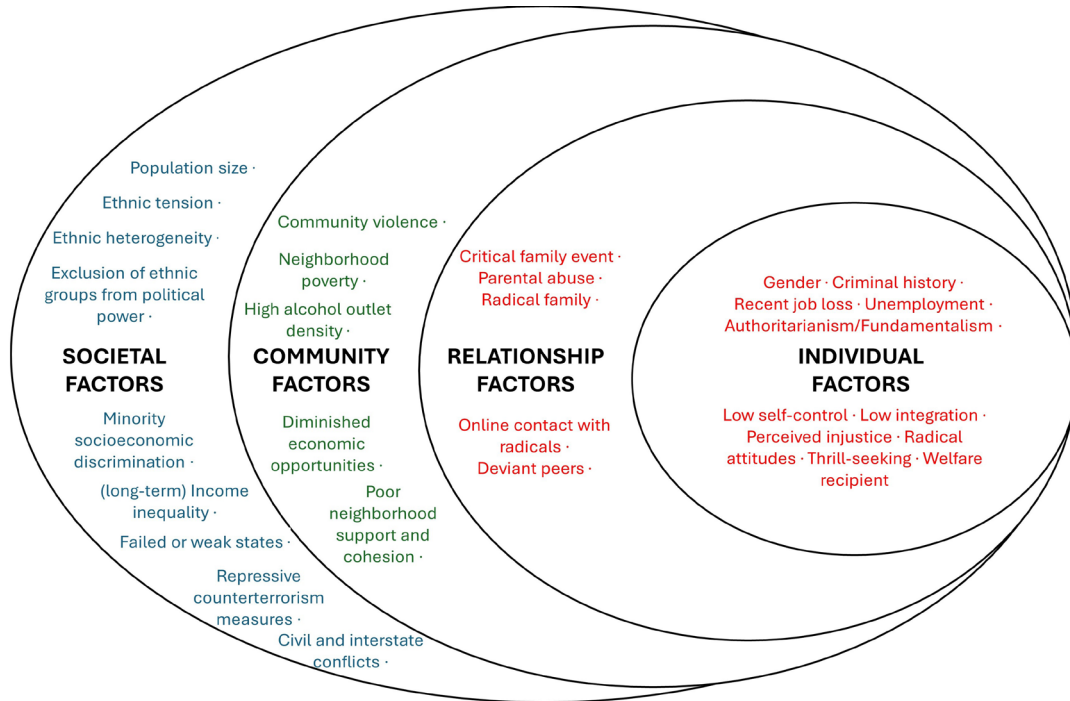 Population size ·
Ethnic tension ·
Ethnic heterogeneity ·
Exclusion of ethnic
groups from political
power ·
SOCIETAL
FACTORS
Minority
socioeconomic
discrimination ·
(long-term) Income
inequality ·
Failed or weak states ·
Repressive
counterterrorism
measures ·
Civil and interstate
conflicts ·
Community violence ·
Neighborhood
poverty ·
High alcohol outlet
density ·
COMMUNITY
FACTORS
Diminished
economic
opportunities ·
Poor
neighborhood
support and
cohesion ·
Critical family event ·
Parental abuse ·
Radical family ·
RELATIONSHIP
FACTORS
Online contact with
radicals ·
Deviant peers ·
Gender · Criminal history ·
Recent job loss · Unemployment ·
Authoritarianism/Fundamentalism ·
INDIVIDUAL
FACTORS
Low self-control · Low integration ·
Perceived injustice · Radical
attitudes · Thrill-seeking · Welfare
recipient